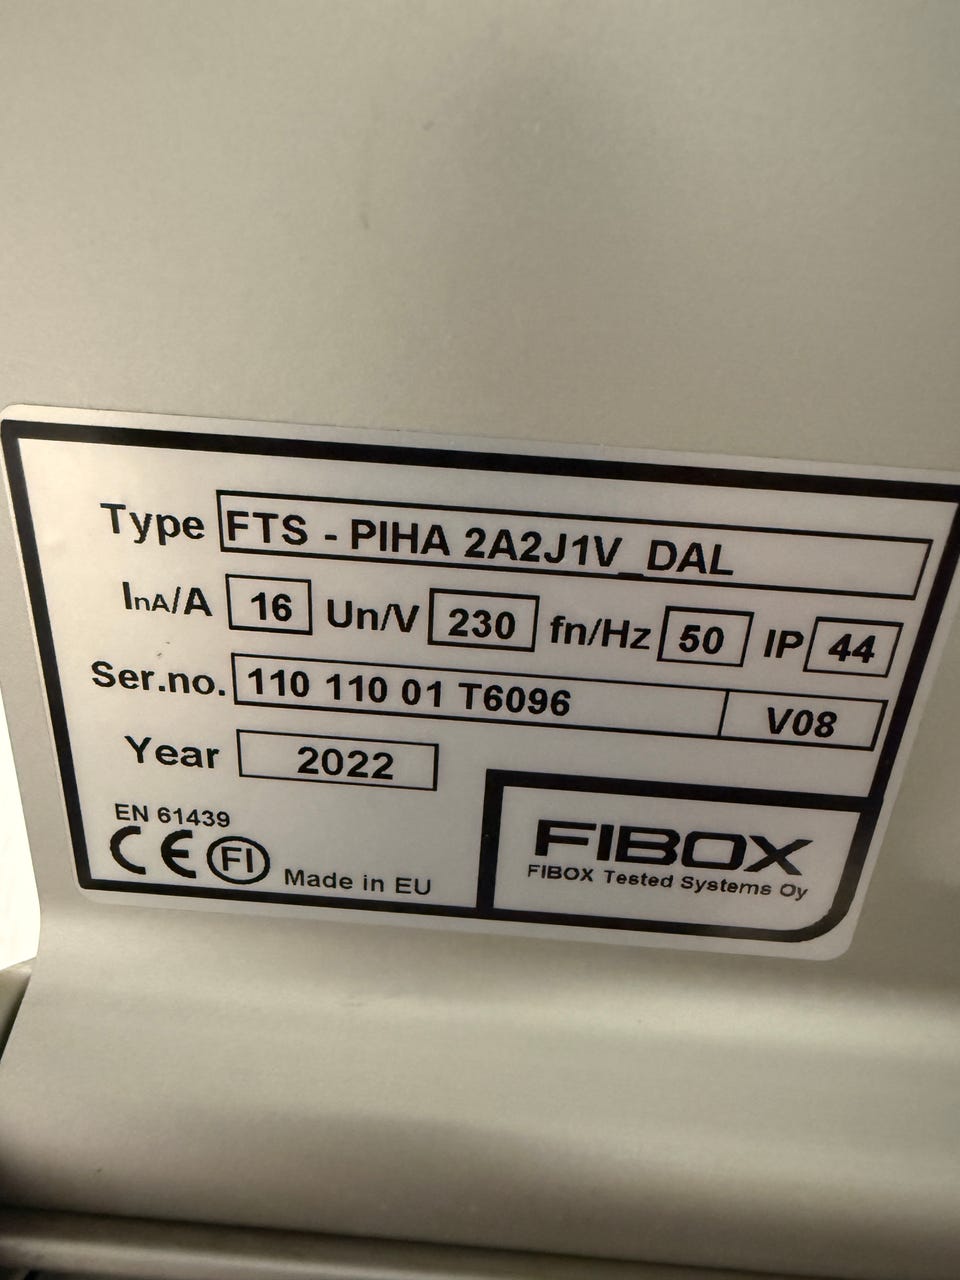 Type FTS - PIHA 2A2J1V_DAL
InA/A 16 Un/V 230 fn/Hz 50 IP 44
Ser.no. 110 110 01 T6096 V08
Year 2022
EN 61439
CE FI Made in EU
FIBOX
FIBOX Tested Systems Oy